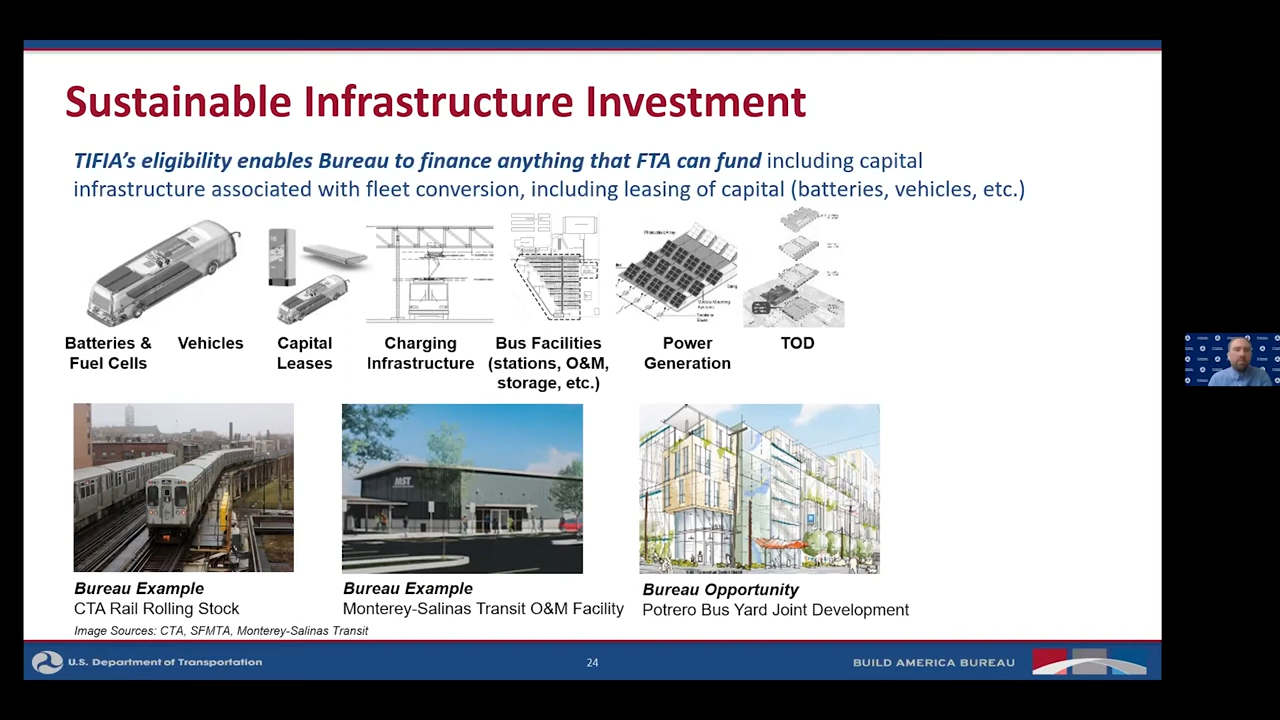 Sustainable Infrastructure Investment
TIFIA's eligibility enables Bureau to finance anything that FTA can fund including capital
infrastructure associated with fleet conversion, including leasing of capital (batteries, vehicles, etc.)
Batteries &
Fuel Cells
Vehicles
Capital
Leases
Charging
Infrastructure
Bus Facilities
(stations, O&M,
storage, etc.)
Power
Generation
TOD
MST
Bureau Example
CTA Rail Rolling Stock
Bureau Example
Monterey-Salinas Transit O&M Facility
Bureau Opportunity
Potrero Bus Yard Joint Development
Image Sources: CTA, SFMTA, Monterey-Salinas Transit
U.S. Department of Transportation
24
BUILD AMERICA BUREAU